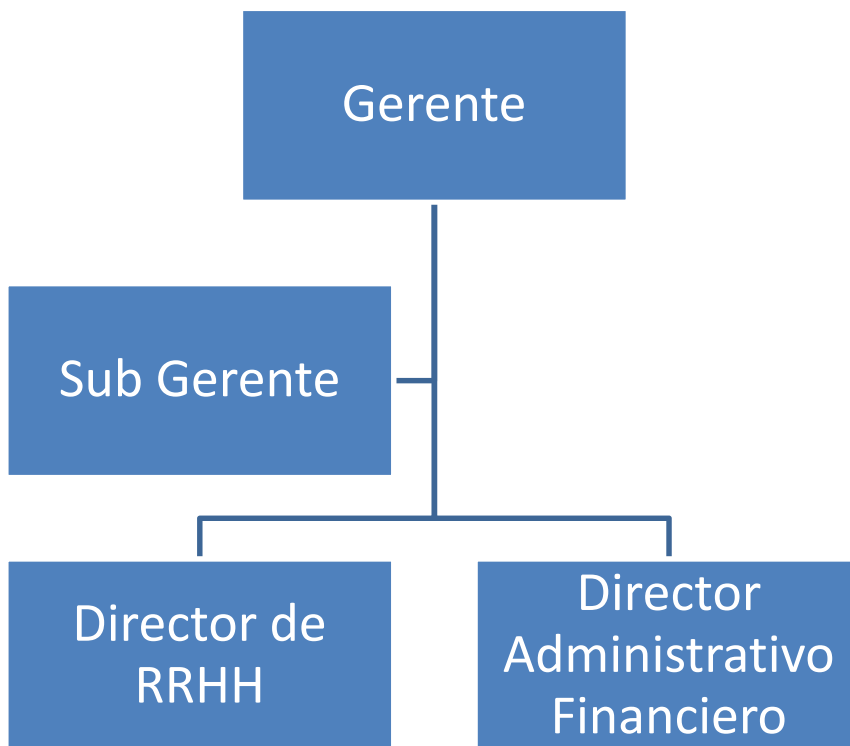 Gerente
Sub Gerente
Director de
RRHH
Director
Administrativo
Financiero